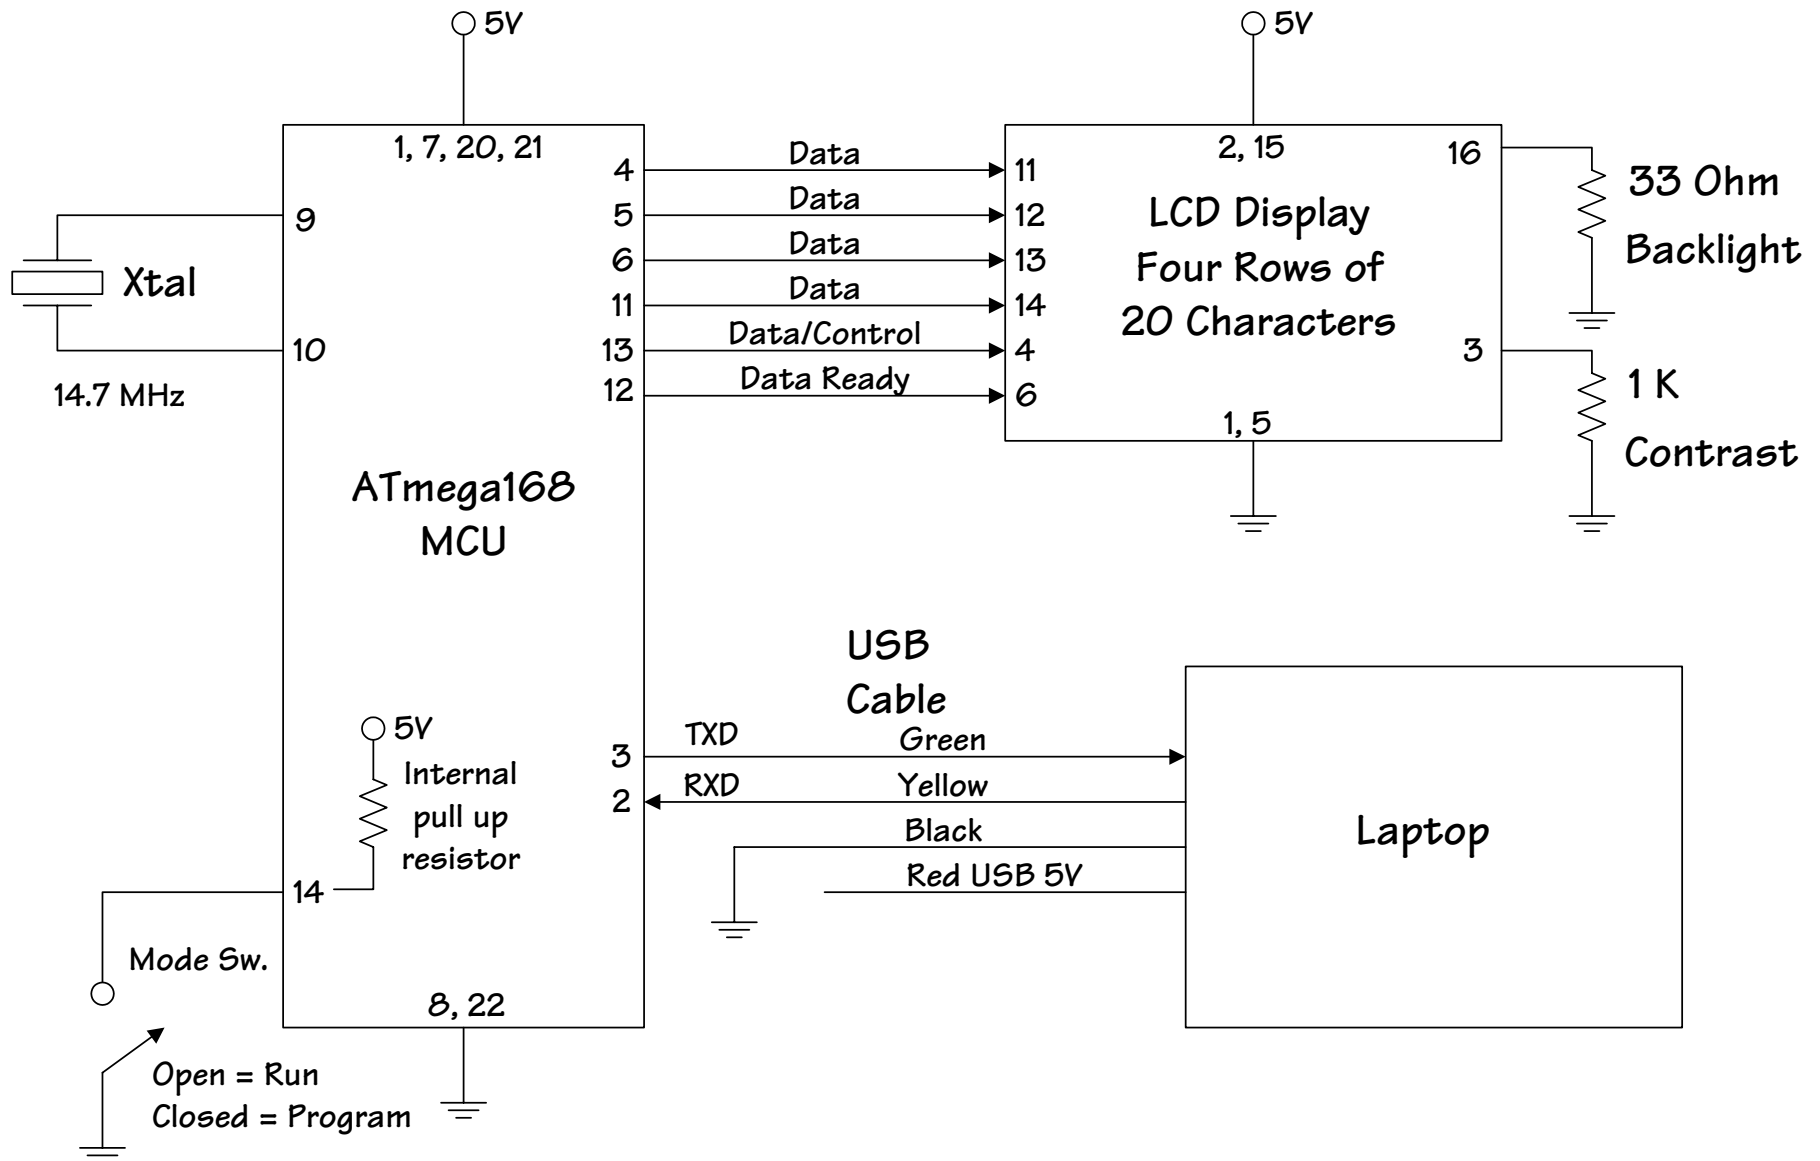 5V
5V
1, 7, 20, 21
2, 15
16
4
Data
11
33 Ohm
9
5
Data
12
LCD Display
Backlight
6
Data
13
Four Rows of
Xtal
11
Data
14
20 Characters
10
13
Data/Control
4
3
14.7 MHz
12
Data Ready
6
1 K
1, 5
Contrast
ATmega168
MCU
USB
Cable
5V
3
TXD
Green
Internal
pull up
resistor
2
RXD
Yellow
Black
Laptop
14
Red USB 5V
Mode Sw.
8, 22
Open = Run
Closed = Program